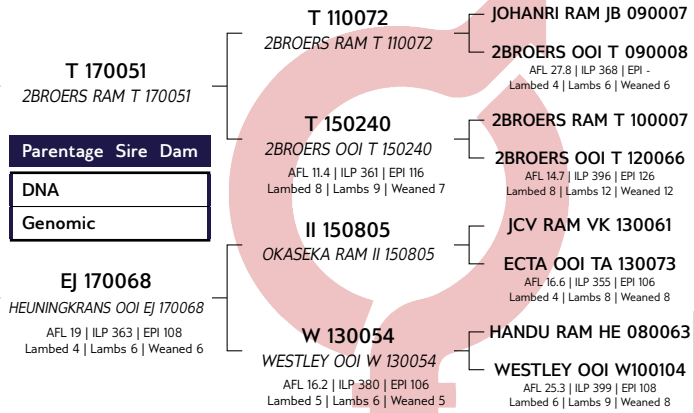 T 170051
2BROERS RAM T 170051
Parentage Sire Dam
DNA
Genomic
EJ 170068
HEUNINGKRANS OOI EJ 170068
AFL 19 | ILP 363 | EPI 108
Lambed 4 | Lambs 6 | Weaned 6
T 110072
2BROERS RAM T 110072
T 150240
2BROERS OOI T 150240
AFL 11.4 | ILP 361 | EPI 116
Lambed 8 | Lambs 9 | Weaned 7
II 150805
OKASEKA RAM II 150805
W 130054
WESTLEY OOI W 130054
AFL 16.2 | ILP 380 | EPI 106
Lambed 5 | Lambs 6 | Weaned 5
JOHANRI RAM JB 090007
2BROERS OOI T 090008
AFL 27.8 | ILP 368 | EPI -
Lambed 4 | Lambs 6 | Weaned 6
2BROERS RAM T 100007
2BROERS OOI T 120066
AFL 14.7 | ILP 396 | EPI 126
Lambed 8 | Lambs 12 | Weaned 12
JCV RAM VK 130061
ECTA OOI TA 130073
AFL 16.6 | ILP 355 | EPI 106
Lambed 4 | Lambs 8 | Weaned 8
HANDU RAM HE 080063
WESTLEY OOI W100104
AFL 25.3 | ILP 399 | EPI 108
Lambed 6 | Lambs 9 | Weaned 8